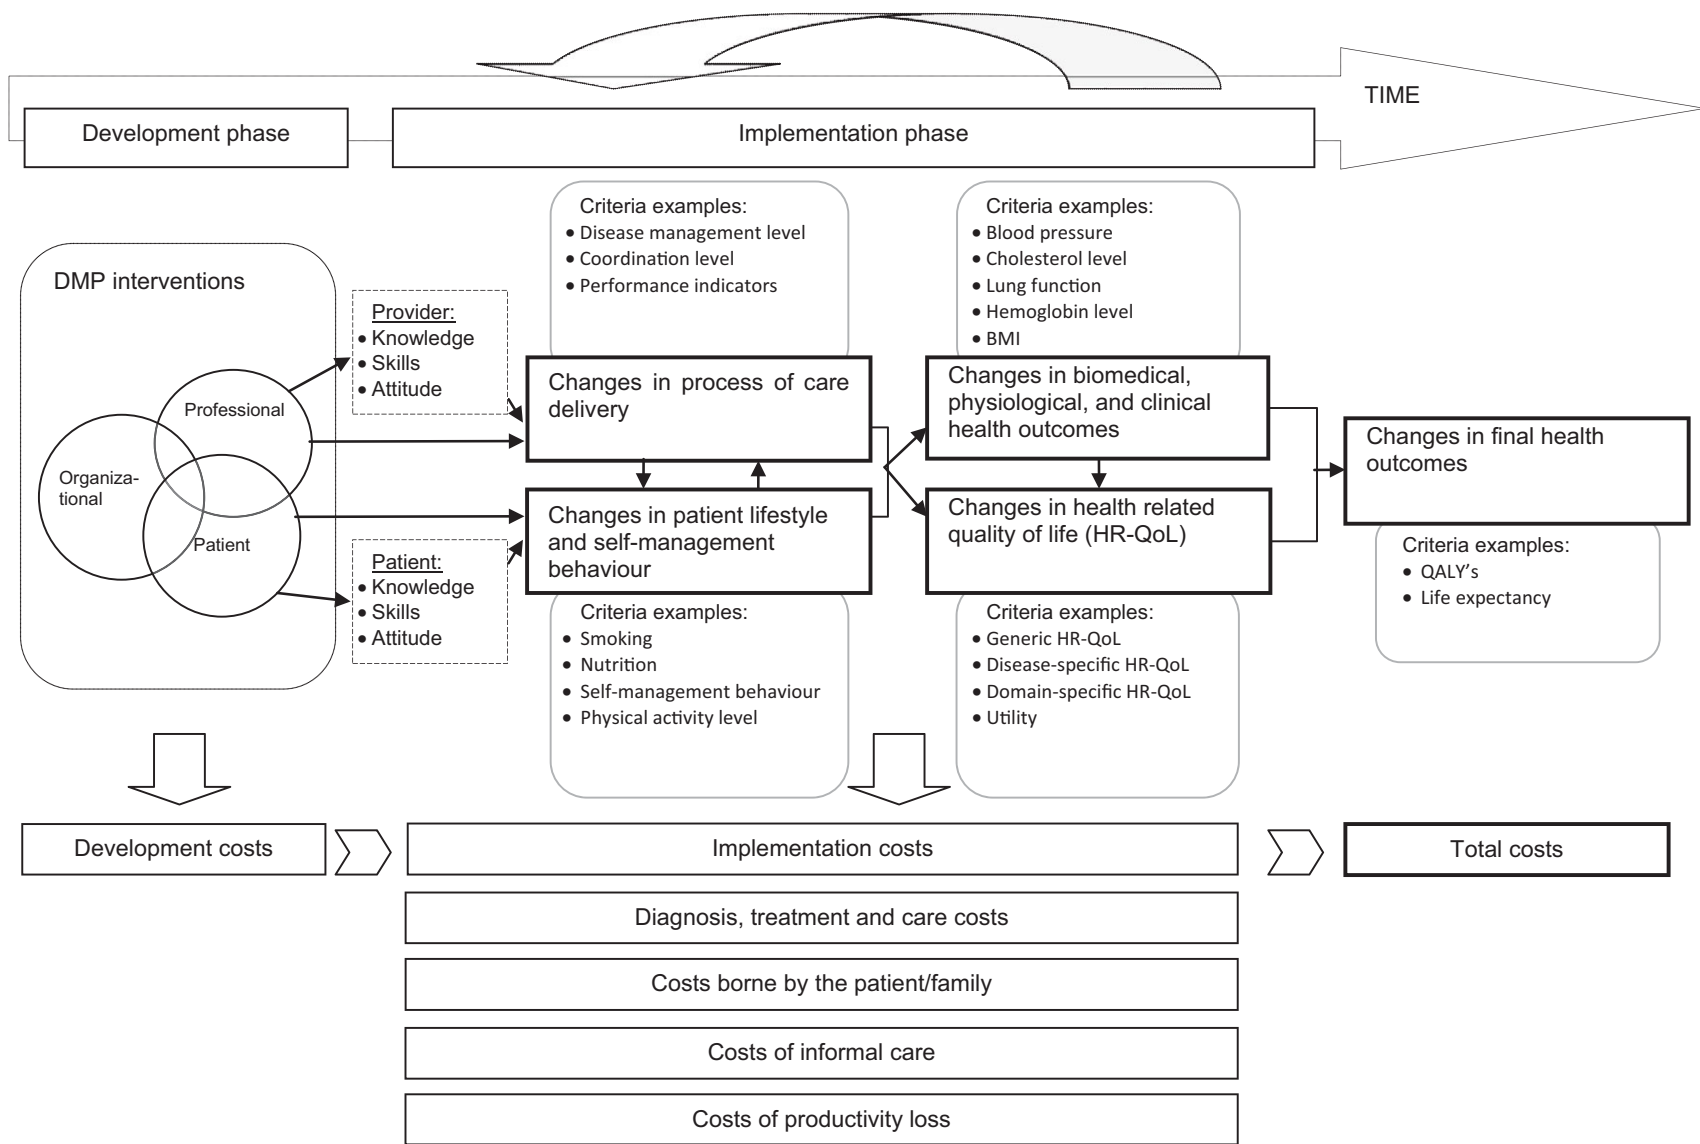 TIME
Development phase
Implementation phase
DMP interventions
Professional
Organiza-
tional
Patient
Provider:
• Knowledge
• Skills
• Attitude
Patient:
• Knowledge
• Skills
• Attitude
Criteria examples:
• Disease management level
• Coordination level
• Performance indicators
Changes in process of care
delivery
Changes in patient lifestyle
and self-management
behaviour
Criteria examples:
• Smoking
• Nutrition
• Self-management behaviour
• Physical activity level
Criteria examples:
• Blood pressure
• Cholesterol level
• Lung function
• Hemoglobin level
• BMI
Changes in biomedical,
physiological, and clinical
health outcomes
Changes in health related
quality of life (HR-QoL)
Criteria examples:
• Generic HR-QoL
• Disease-specific HR-QoL
• Domain-specific HR-QoL
• Utility
Changes in final health
outcomes
Criteria examples:
• QALY's
• Life expectancy
Development costs
Implementation costs
Total costs
Diagnosis, treatment and care costs
Costs borne by the patient/family
Costs of informal care
Costs of productivity loss